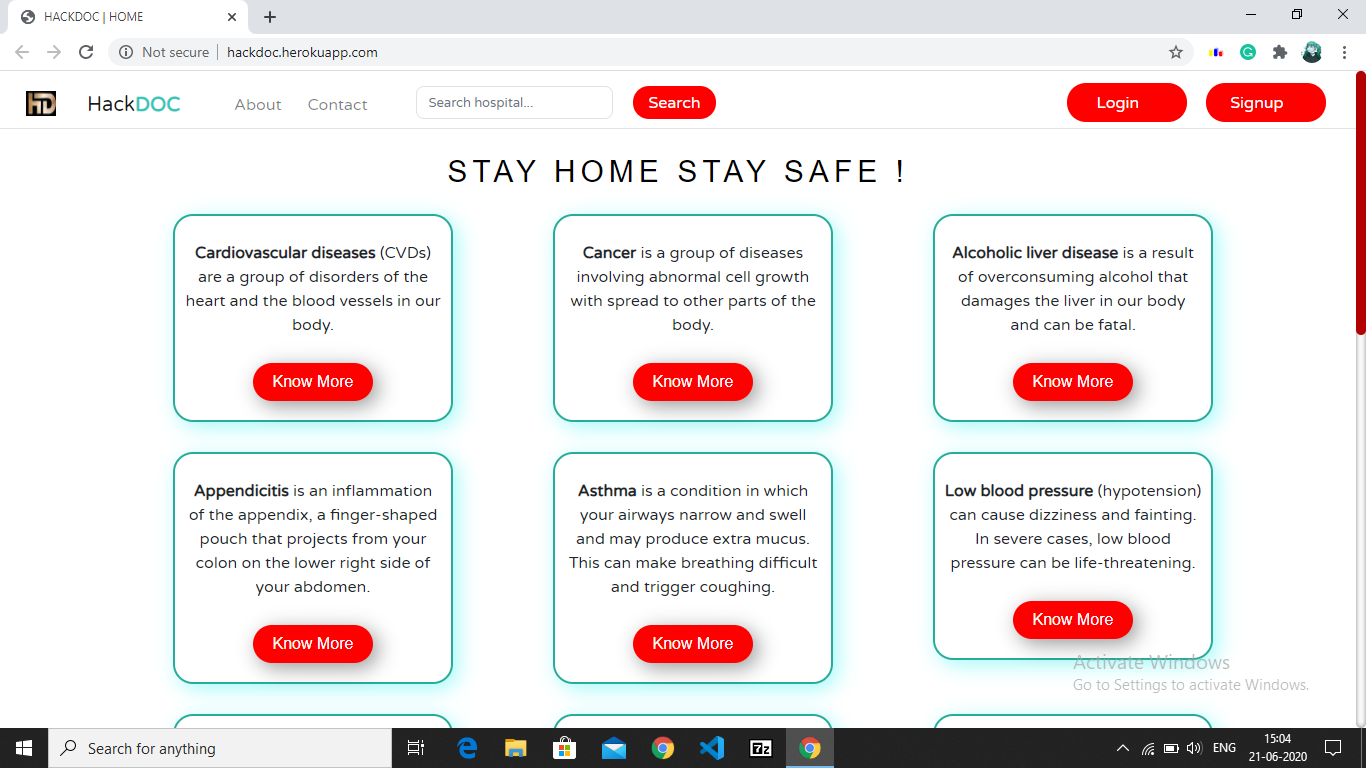 HACKDOC | HOME
Not secure | hackdoc.herokuapp.com
HD HackDOC About Contact Search hospital... Search Login Signup
STAY HOME STAY SAFE !
Cardiovascular diseases (CVDs)
are a group of disorders of the
heart and the blood vessels in our
body.
Know More
Cancer is a group of diseases
involving abnormal cell growth
with spread to other parts of the
body.
Know More
Alcoholic liver disease is a result
of overconsuming alcohol that
damages the liver in our body
and can be fatal.
Know More
Appendicitis is an inflammation
of the appendix, a finger-shaped
pouch that projects from your
colon on the lower right side of
your abdomen.
Know More
Asthma is a condition in which
your airways narrow and swell
and may produce extra mucus.
This can make breathing difficult
and trigger coughing.
Know More
Low blood pressure (hypotension)
can cause dizziness and fainting.
In severe cases, low blood
pressure can be life-threatening.
Know More
Activate Windows
Go to Settings to activate Windows.
Search for anything
7z
ENG
15:04
21-06-2020